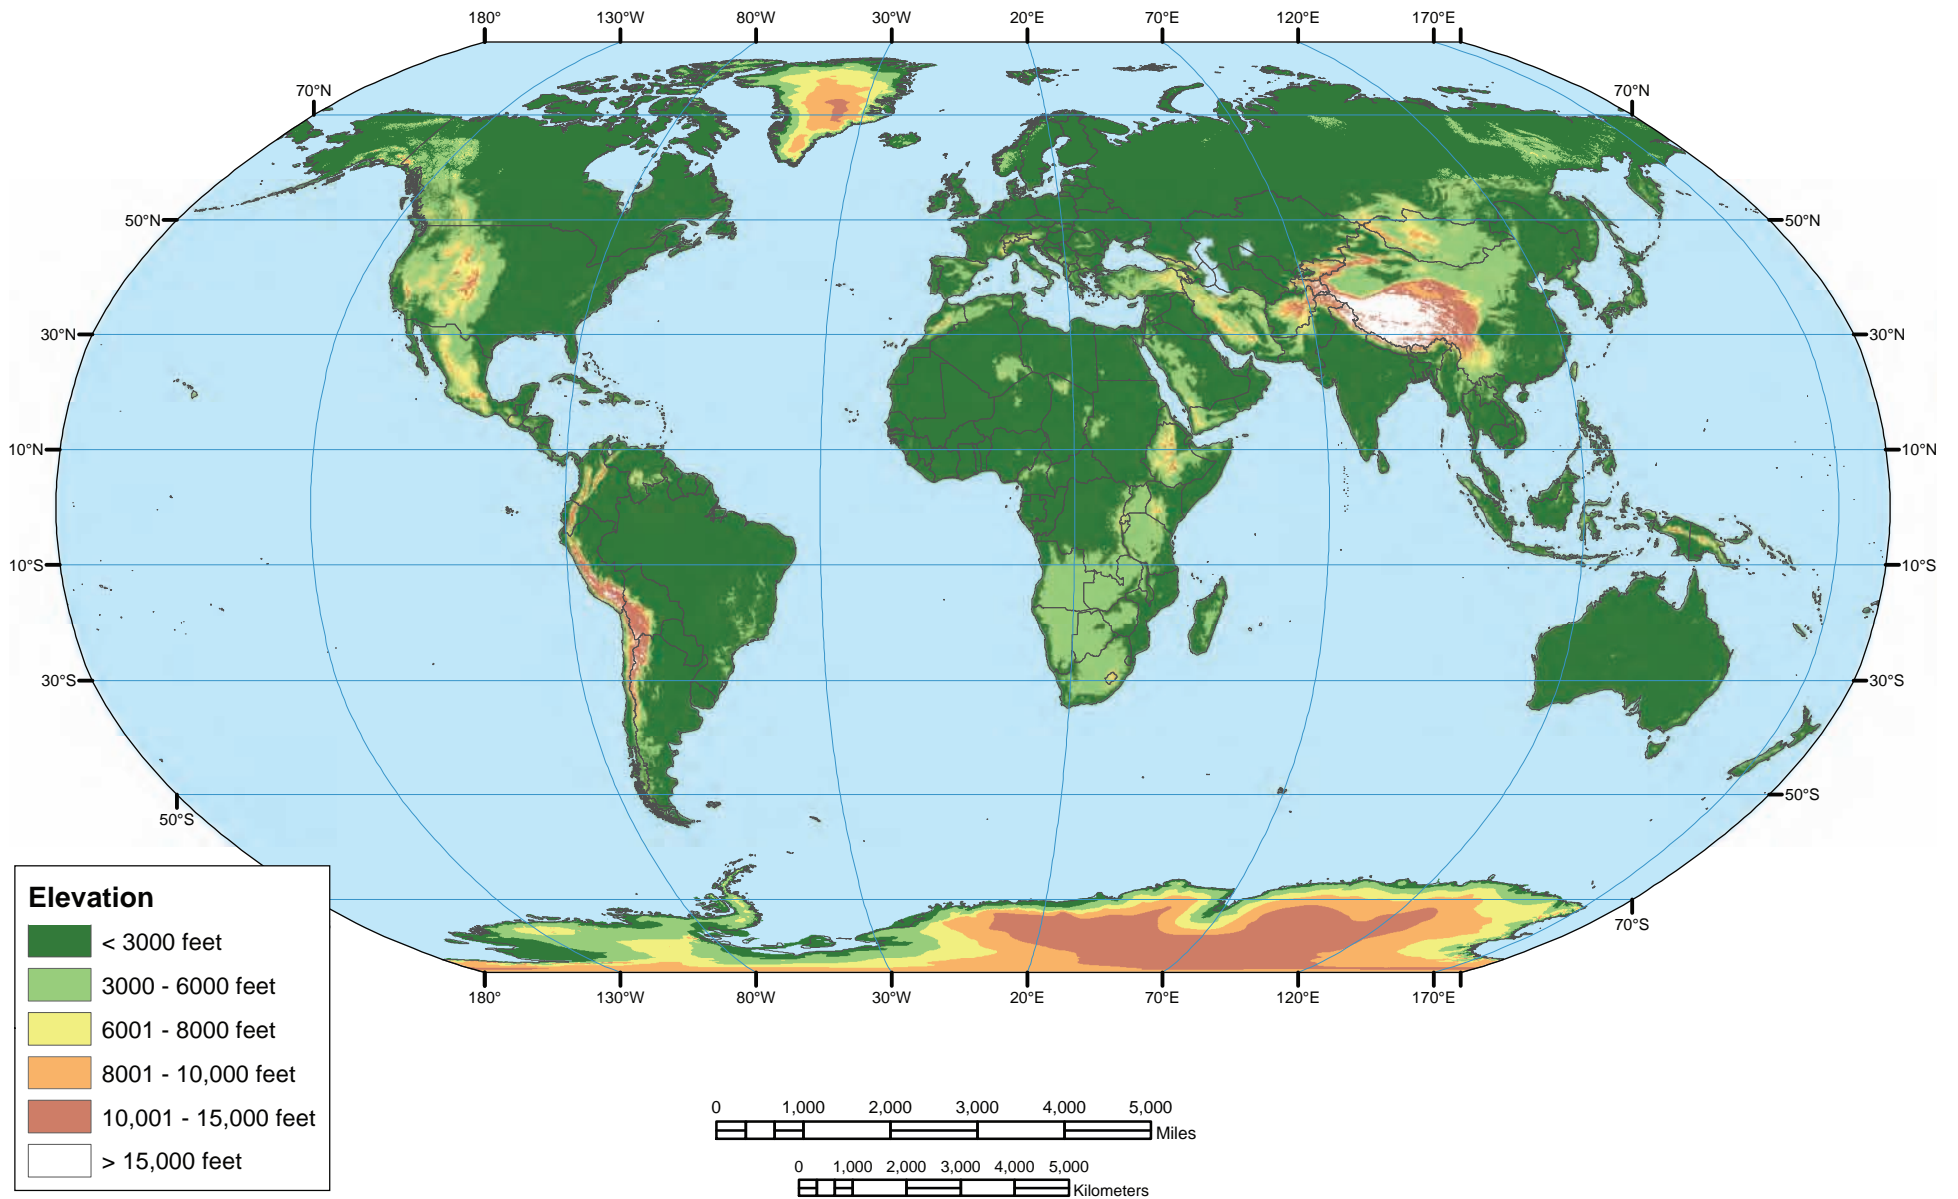 180° 130°W 80°W 30°W 20°E 70°E 120°E 170°E
70°N 70°N
50°N 50°N
30°N 30°N
10°N 10°N
10°S 10°S
30°S 30°S
50°S 50°S
70°S
180° 130°W 80°W 30°W 20°E 70°E 120°E 170°E
Elevation
< 3000 feet
3000 - 6000 feet
6001 - 8000 feet
8001 - 10,000 feet
10,001 - 15,000 feet
> 15,000 feet
0 1,000 2,000 3,000 4,000 5,000
Miles
0 1,000 2,000 3,000 4,000 5,000
Kilometers